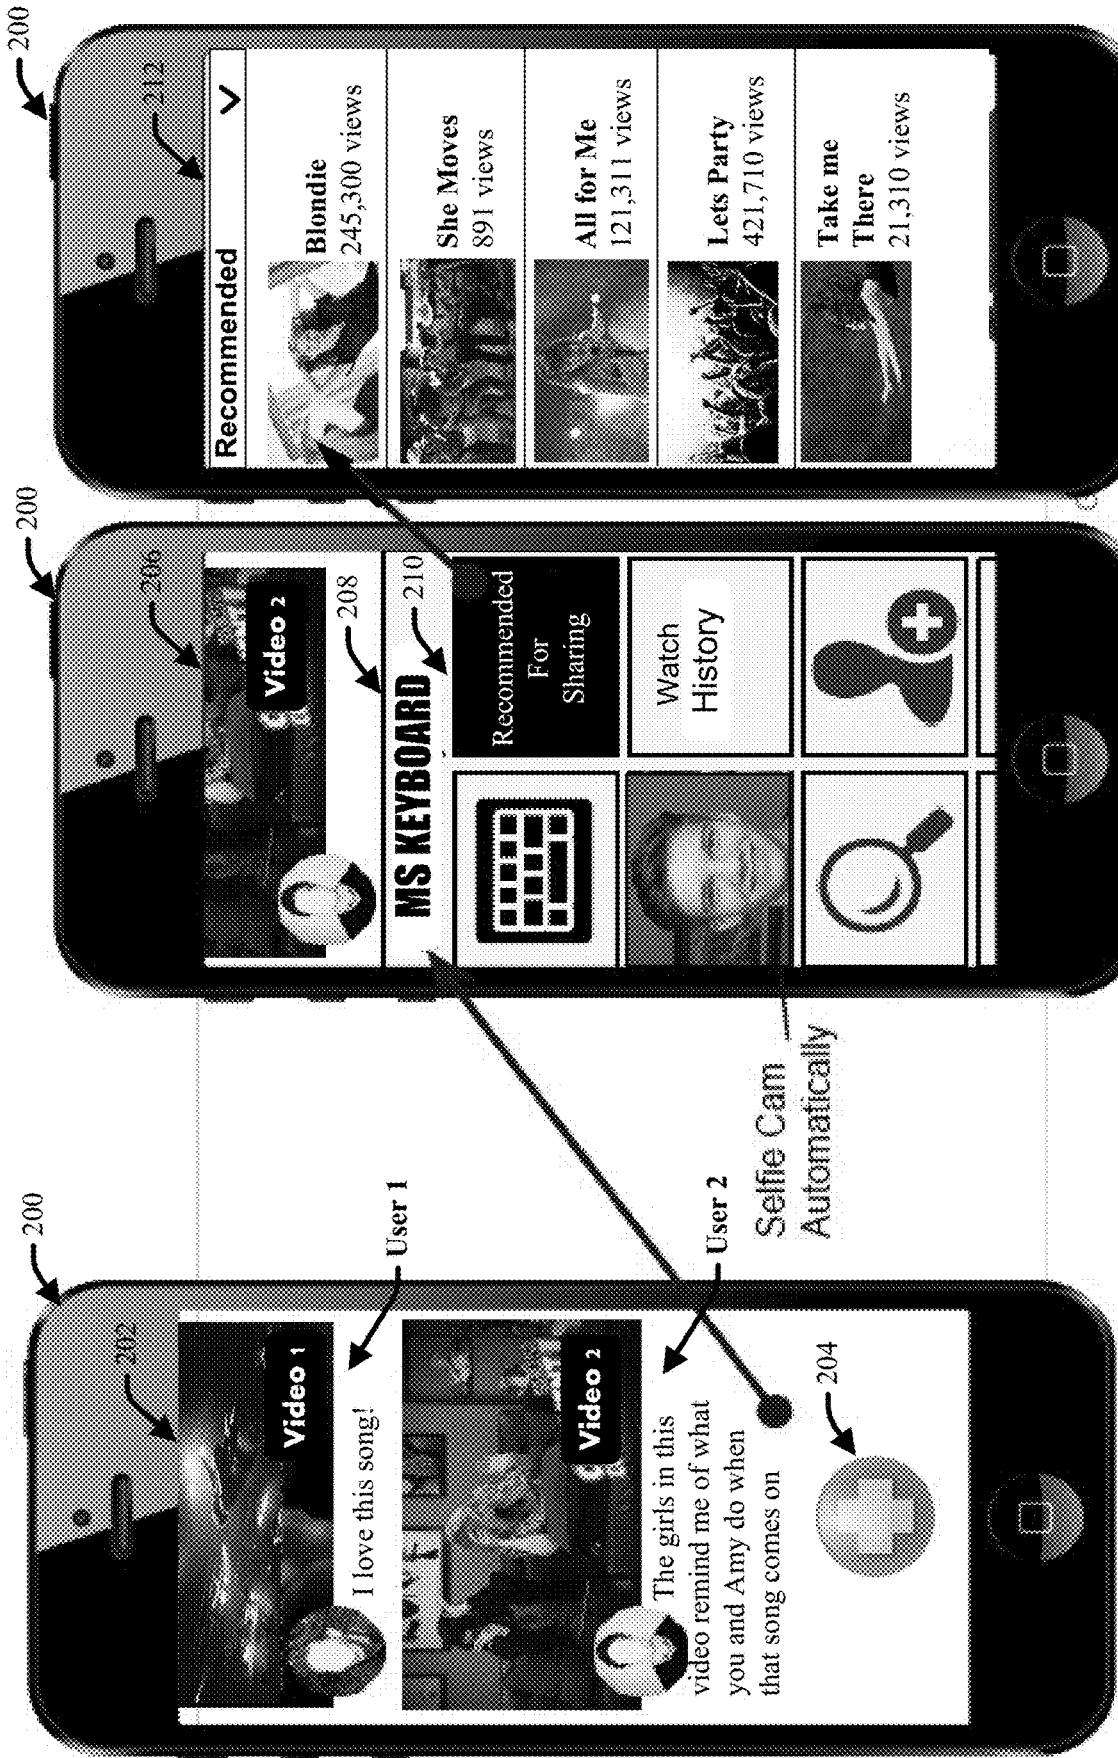 200
202
Video 1
I love this song!
User 1
Video 2
The girls in this
video remind me of what
you and Amy do when
that song comes on
User 2
204
Selfie Cam
Automatically
200
206
Video 2
208
MS KEYBOARD
210
Recommended
For
Sharing
Watch
History
200
212
Recommended
Blondie
245,300 views
She Moves
891 views
All for Me
121,311 views
Lets Party
421,710 views
Take me
There
21,310 views